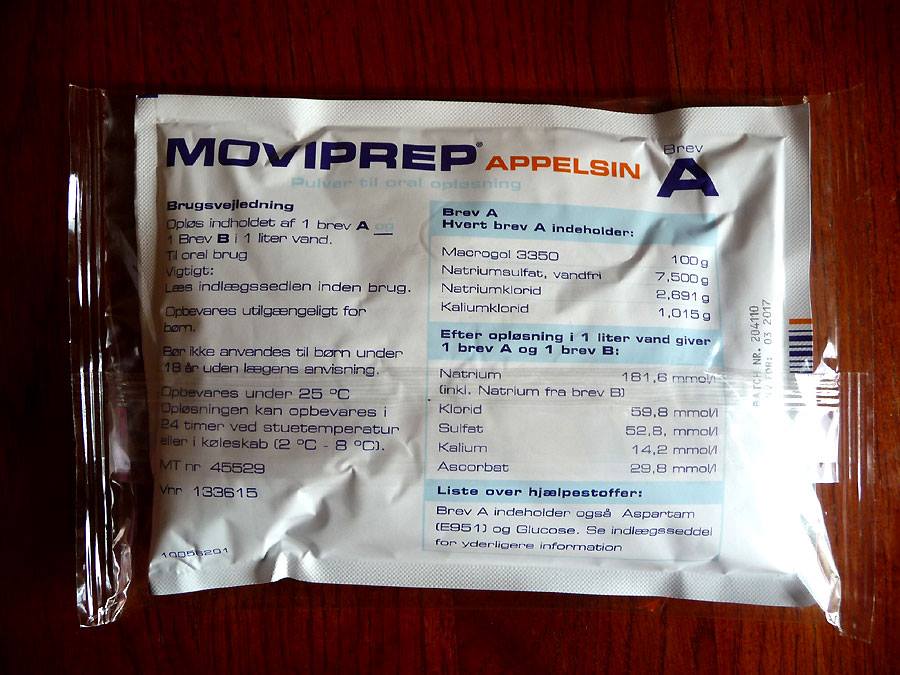 MOVIPREP® APPELSIN
Brev
A
Pulver til oral opløsning
Brugsvejledning
Opløs indholdet af 1 brev A og
1 Brev B i 1 liter vand.
Til oral brug
Vigtigt:
Læs indlægssedlen inden brug.
Opbevares utilgængeligt for
børn.
Bør ikke anvendes til børn under
18 år uden lægens anvisning.
Opbevares under 25 °C
Opløsningen kan opbevares i
24 timer ved stuetemperatur
eller i køleskab (2 °C - 8 °C).
MT nr 45529
Vnr 133615
10056201
Brev A
Hvert brev A indeholder:
Macrogol 3350 100 g
Natriumsulfat, vandfri 7,500 g
Natriumklorid 2,691 g
Kaliumklorid 1,015 g
Efter opløsning i 1 liter vand giver
1 brev A og 1 brev B:
Natrium 181,6 mmol/l
(inkl. Natrium fra brev B)
Klorid 59,8 mmol/l
Sulfat 52,8, mmol/l
Kalium 14,2 mmol/l
Ascorbat 29,8 mmol/l
Liste over hjælpestoffer:
Brev A indeholder også Aspartam
(E951) og Glucose. Se indlægsseddel
for yderligere information
BATCH NR. 204110
03 2017